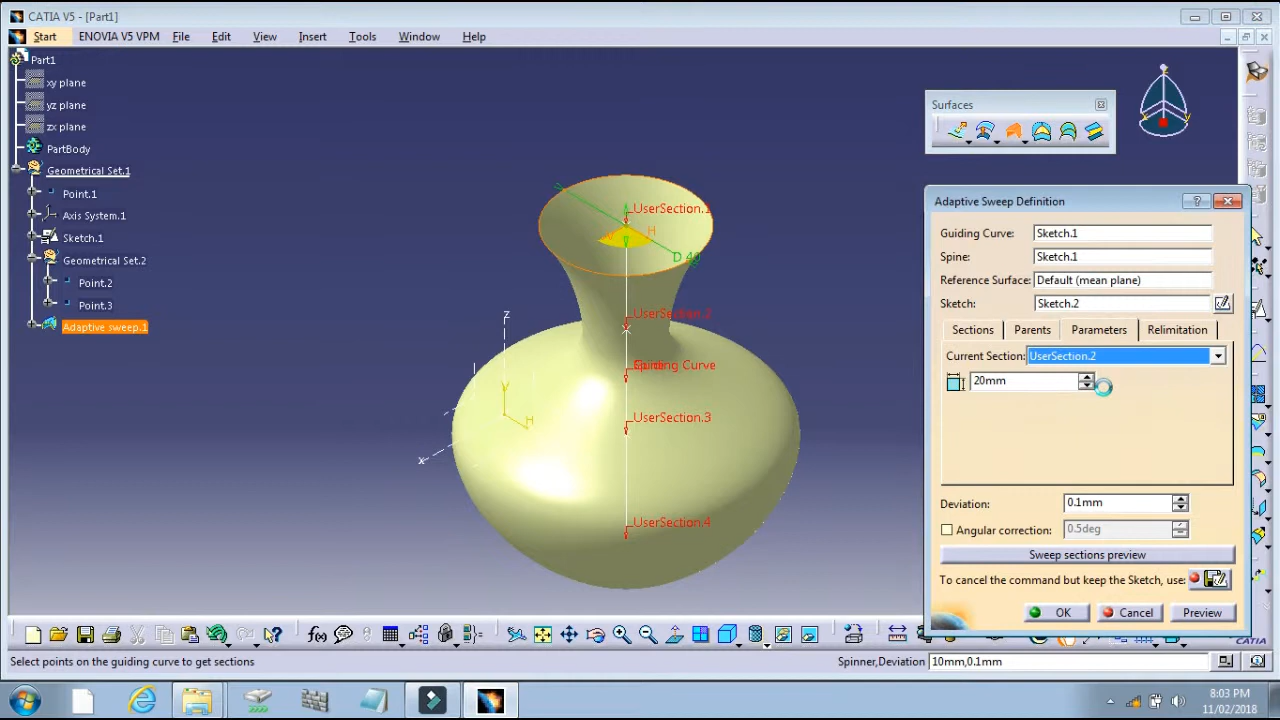 CATIA V5 - [Part1]
Start ENOVIA V5 VPM File Edit View Insert Tools Window Help
Part1
xy plane
yz plane
zx plane
PartBody
Geometrical Set.1
Point.1
Axis System.1
Sketch.1
Geometrical Set.2
Point.2
Point.3
Adaptive sweep.1
UserSection.1
V
H
D 40
UserSection.2
Guiding Curve
UserSection.3
UserSection.4
z
y
H
x
Surfaces
Adaptive Sweep Definition
Guiding Curve: Sketch.1
Spine: Sketch.1
Reference Surface: Default (mean plane)
Sketch: Sketch.2
Sections Parents Parameters Relimitation
Current Section: UserSection.2
20mm
Deviation: 0.1mm
Angular correction: 0.5deg
Sweep sections preview
To cancel the command but keep the Sketch, use:
OK Cancel Preview
f(x)
CATIA
Select points on the guiding curve to get sections
Spinner,Deviation 10mm,0.1mm
8:03 PM
11/02/2018